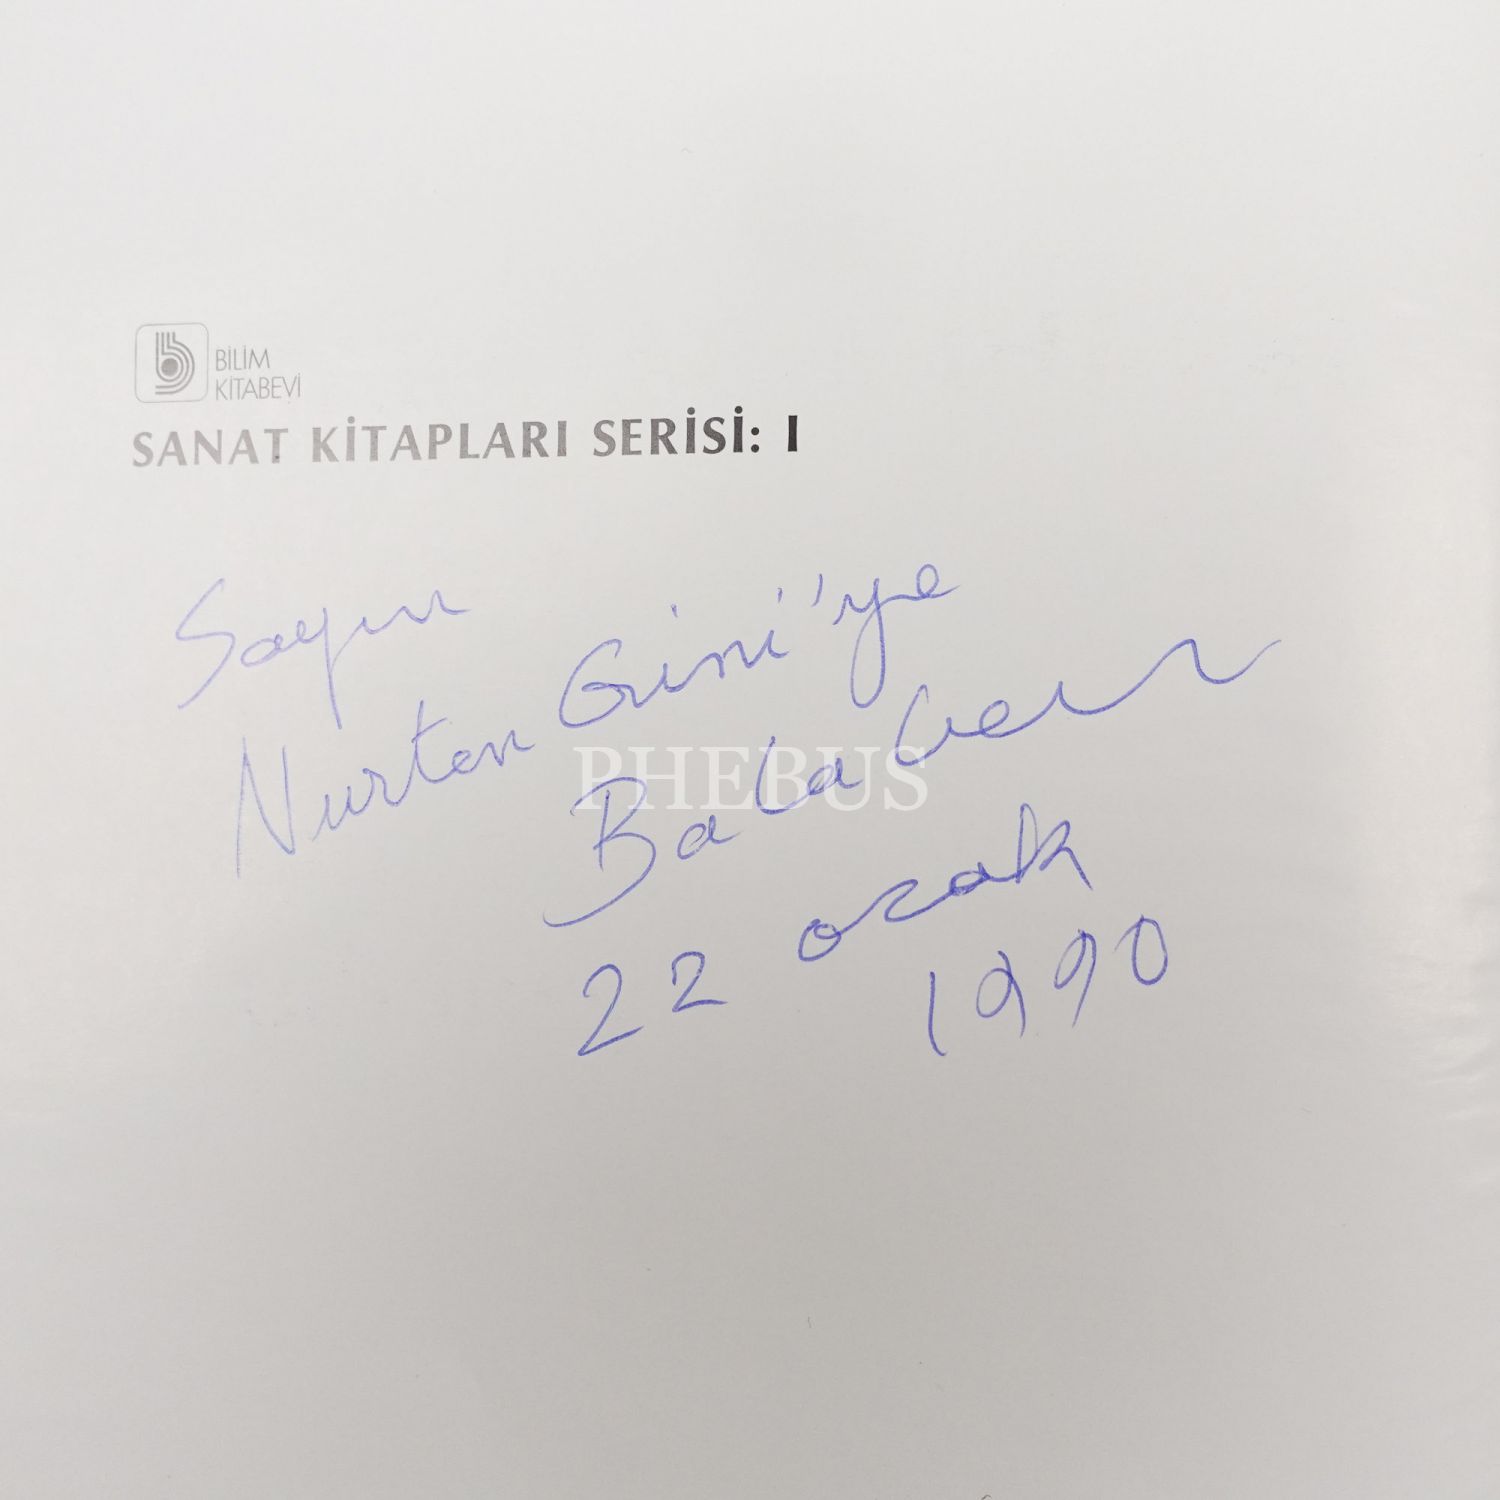 BİLİM
KİTABEVİ
SANAT KİTAPLARI SERİSİ: I
Sayın
Nurten Gini'ye
Balaban
PHEBUS
22 ocak
1990